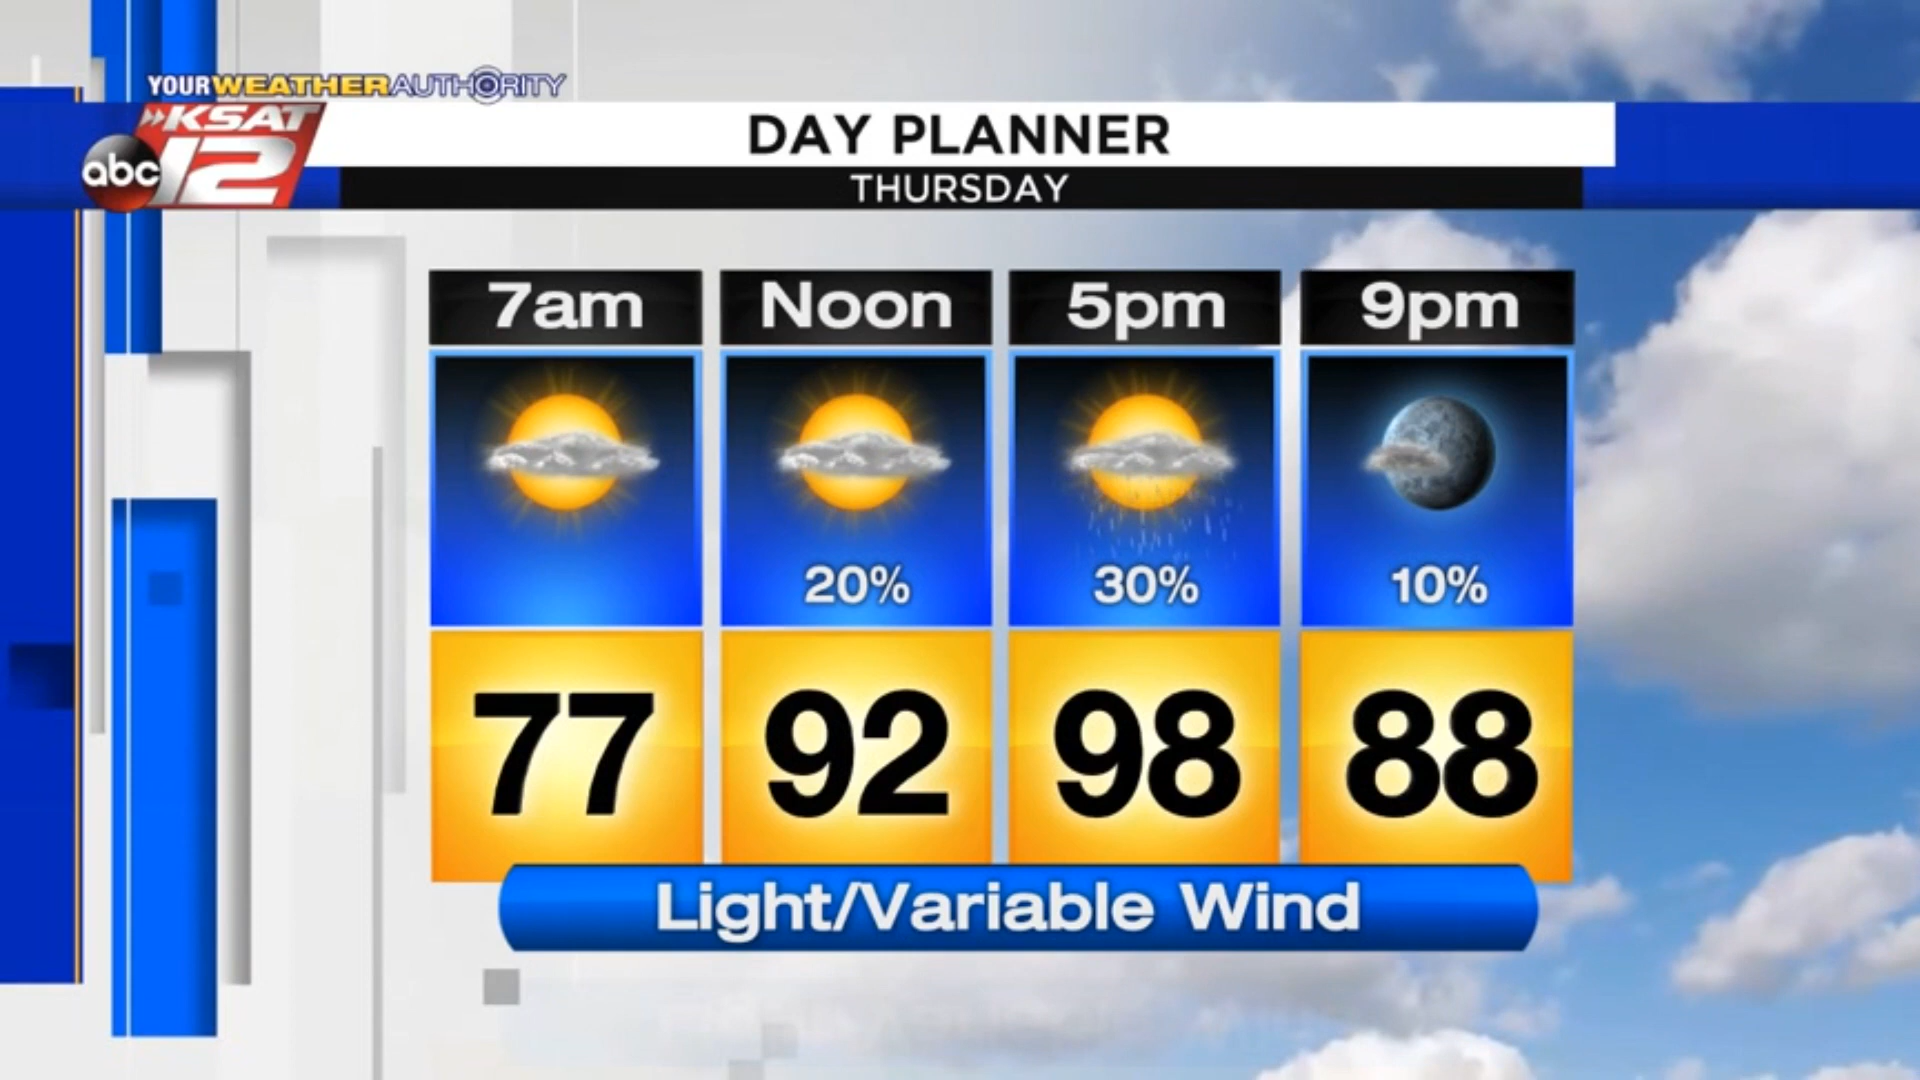 YOURWEATHERAUTHORITY
KSAT
abc 12
DAY PLANNER
THURSDAY
7am Noon 5pm 9pm
20% 30% 10%
77 92 98 88
Light/Variable Wind